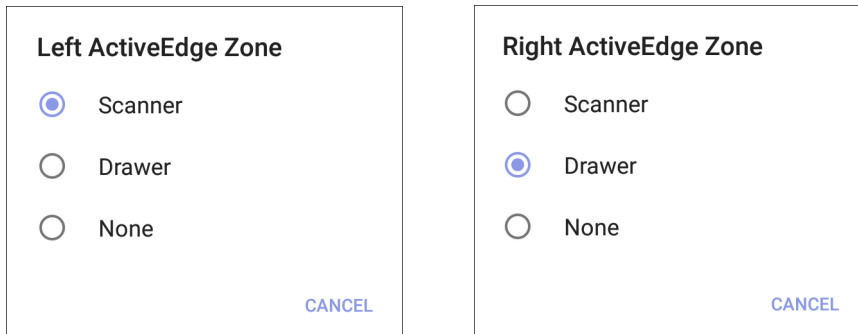 Left ActiveEdge Zone
Scanner
Drawer
None
CANCEL
Right ActiveEdge Zone
Scanner
Drawer
None
CANCEL